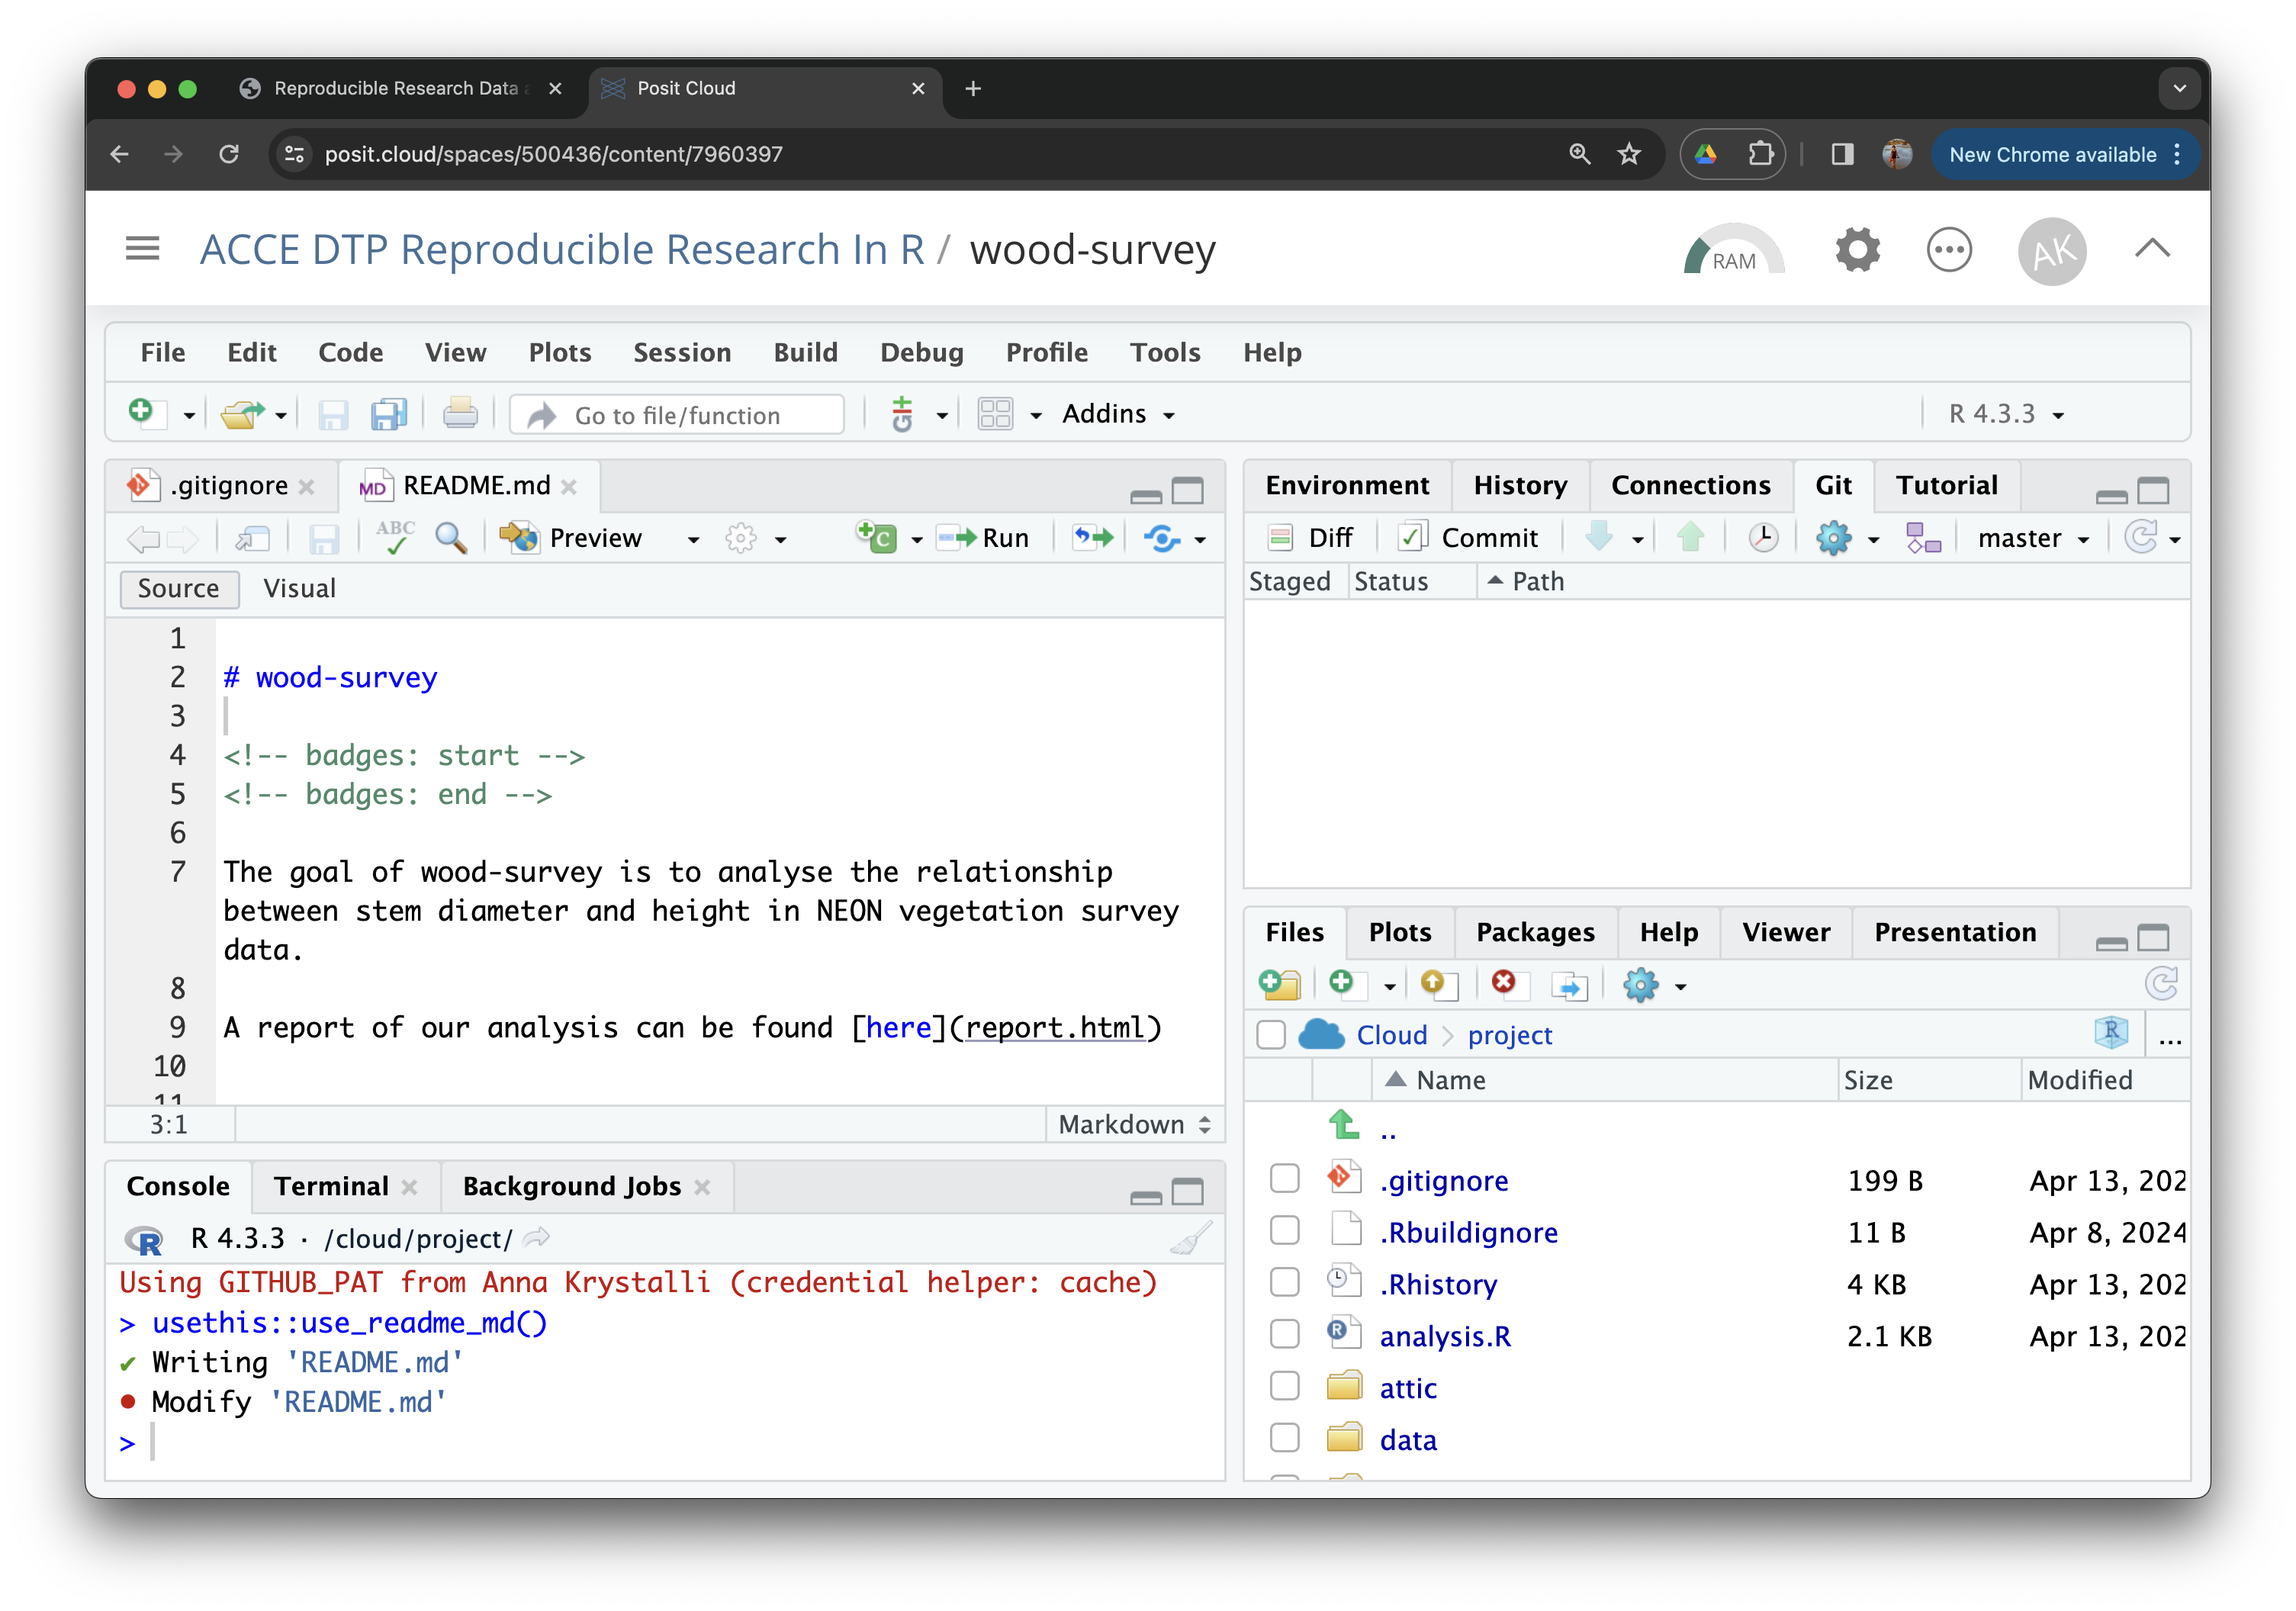 Reproducible Research Data
Posit Cloud
posit.cloud/spaces/500436/content/7960397
New Chrome available
ACCE DTP Reproducible Research In R / wood-survey
RAM
AK
File Edit Code View Plots Session Build Debug Profile Tools Help
Go to file/function
Addins
R 4.3.3
.gitignore
README.md
ABC
Preview
Run
Source Visual
1
2 # wood-survey
3
4 <!-- badges: start -->
5 <!-- badges: end -->
6
7 The goal of wood-survey is to analyse the relationship
between stem diameter and height in NEON vegetation survey
data.
8
9 A report of our analysis can be found [here](report.html)
10
11
3:1
Markdown
Console Terminal Background Jobs
R 4.3.3 · /cloud/project/
Using GITHUB_PAT from Anna Krystalli (credential helper: cache)
> usethis::use_readme_md()
✔ Writing 'README.md'
● Modify 'README.md'
>
Environment History Connections Git Tutorial
Diff Commit master
Staged Status Path
Files Plots Packages Help Viewer Presentation
Cloud project
R ...
Name Size Modified
..
.gitignore 199 B Apr 13, 202
.Rbuildignore 11 B Apr 8, 2024
.Rhistory 4 KB Apr 13, 202
analysis.R 2.1 KB Apr 13, 202
attic
data